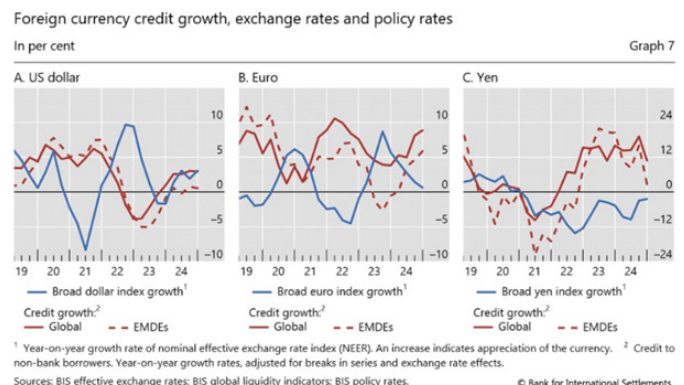 Foreign currency credit growth, exchange rates and policy rates
In per cent Graph 7
A. US dollar B. Euro C. Yen
10 10 24
5 5 12
0 0 0
−5 −5 −12
−10 −10 −24
19 20 21 22 23 24 19 20 21 22 23 24 19 20 21 22 23 24
Broad dollar index growth¹ Broad euro index growth¹ Broad yen index growth¹
Credit growth:² Credit growth:² Credit growth:²
Global EMDEs Global EMDEs Global EMDEs
¹ Year-on-year growth rate of nominal effective exchange rate index (NEER). An increase indicates appreciation of the currency. ² Credit to
non-bank borrowers. Year-on-year growth rates, adjusted for breaks in series and exchange rate effects.
Sources: BIS effective exchange rates; BIS global liquidity indicators; BIS policy rates. © Bank for International Settlements